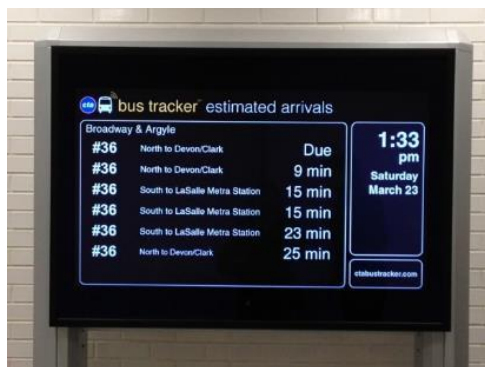 cta bus tracker™ estimated arrivals
Broadway & Argyle
#36 North to Devon/Clark Due
#36 North to Devon/Clark 9 min
#36 South to LaSalle Metra Station 15 min
#36 South to LaSalle Metra Station 15 min
#36 South to LaSalle Metra Station 23 min
#36 North to Devon/Clark 25 min
1:33
pm
Saturday
March 23
ctabustracker.com